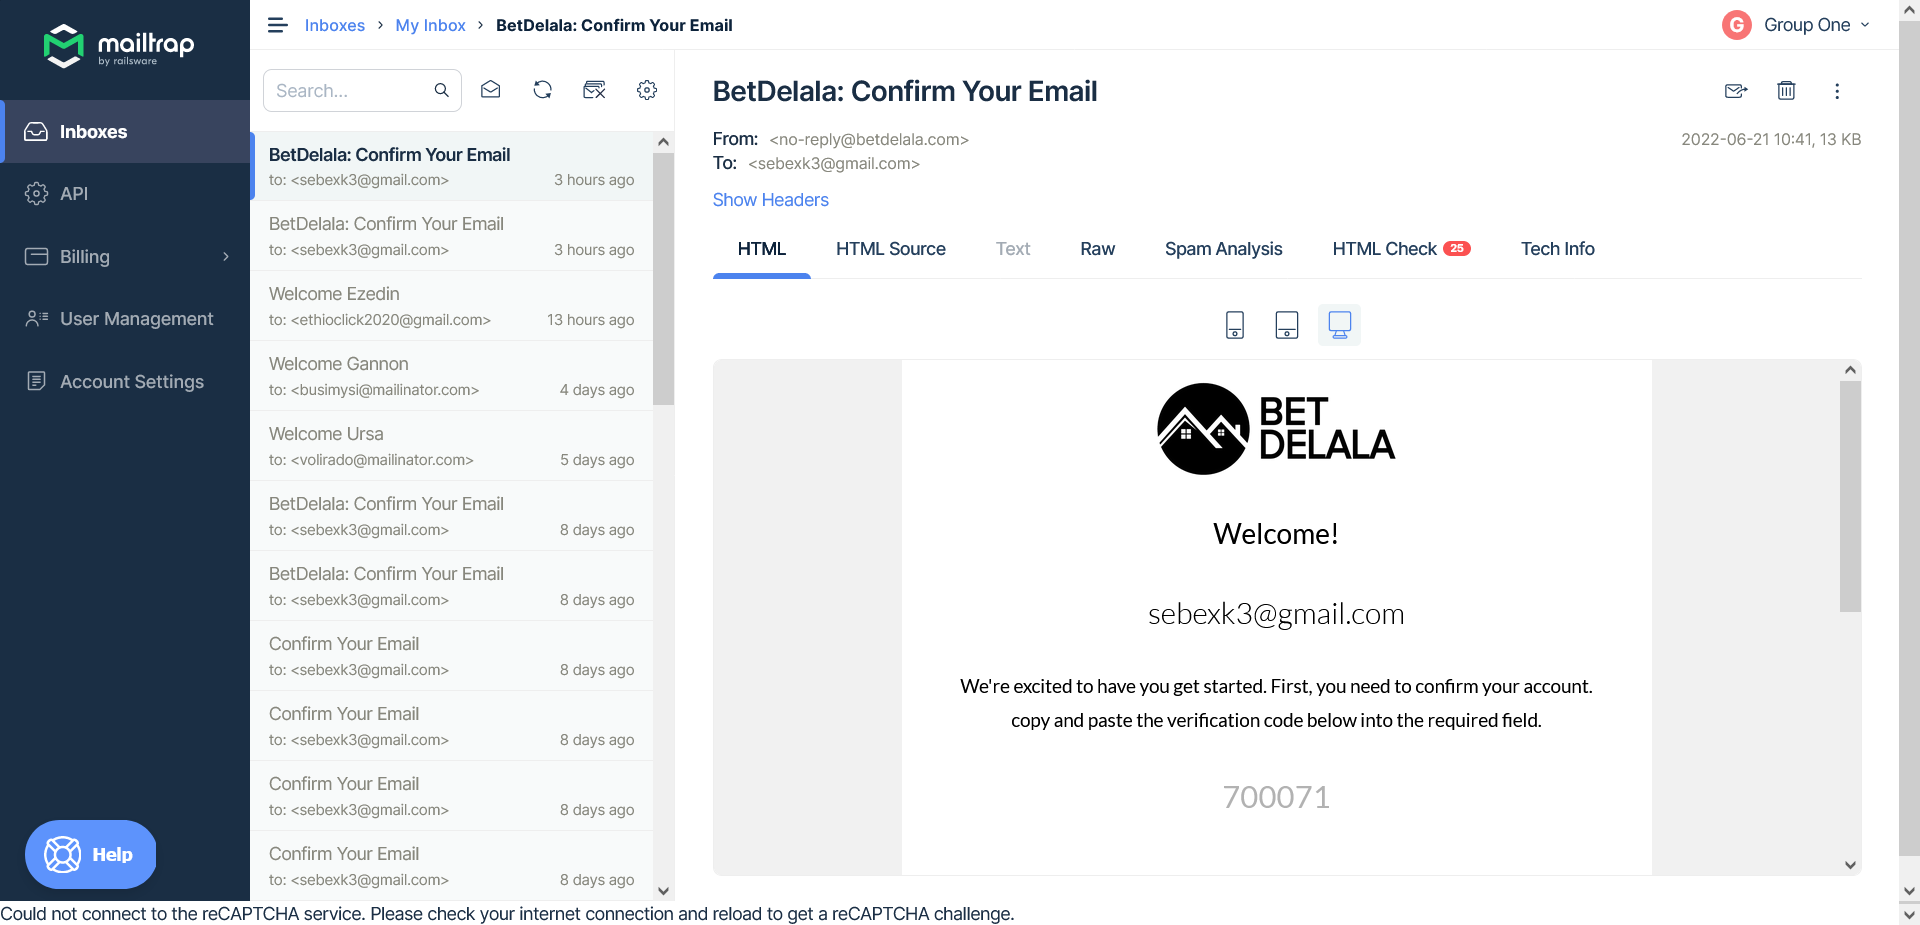 mailtrap
by railsware
Inboxes
API
Billing
User Management
Account Settings
Help
Inboxes > My Inbox > BetDelala: Confirm Your Email
G Group One
Search...
BetDelala: Confirm Your Email
to: <sebexk3@gmail.com> 3 hours ago
BetDelala: Confirm Your Email
to: <sebexk3@gmail.com> 3 hours ago
Welcome Ezedin
to: <ethioclick2020@gmail.com> 13 hours ago
Welcome Gannon
to: <busimysi@mailinator.com> 4 days ago
Welcome Ursa
to: <volirado@mailinator.com> 5 days ago
BetDelala: Confirm Your Email
to: <sebexk3@gmail.com> 8 days ago
BetDelala: Confirm Your Email
to: <sebexk3@gmail.com> 8 days ago
Confirm Your Email
to: <sebexk3@gmail.com> 8 days ago
Confirm Your Email
to: <sebexk3@gmail.com> 8 days ago
Confirm Your Email
to: <sebexk3@gmail.com> 8 days ago
Confirm Your Email
to: <sebexk3@gmail.com> 8 days ago
BetDelala: Confirm Your Email
From: <no-reply@betdelala.com> 2022-06-21 10:41, 13 KB
To: <sebexk3@gmail.com>
Show Headers
HTML HTML Source Text Raw Spam Analysis HTML Check 25 Tech Info
BET
DELALA
Welcome!
sebexk3@gmail.com
We're excited to have you get started. First, you need to confirm your account.
copy and paste the verification code below into the required field.
700071
Could not connect to the reCAPTCHA service. Please check your internet connection and reload to get a reCAPTCHA challenge.